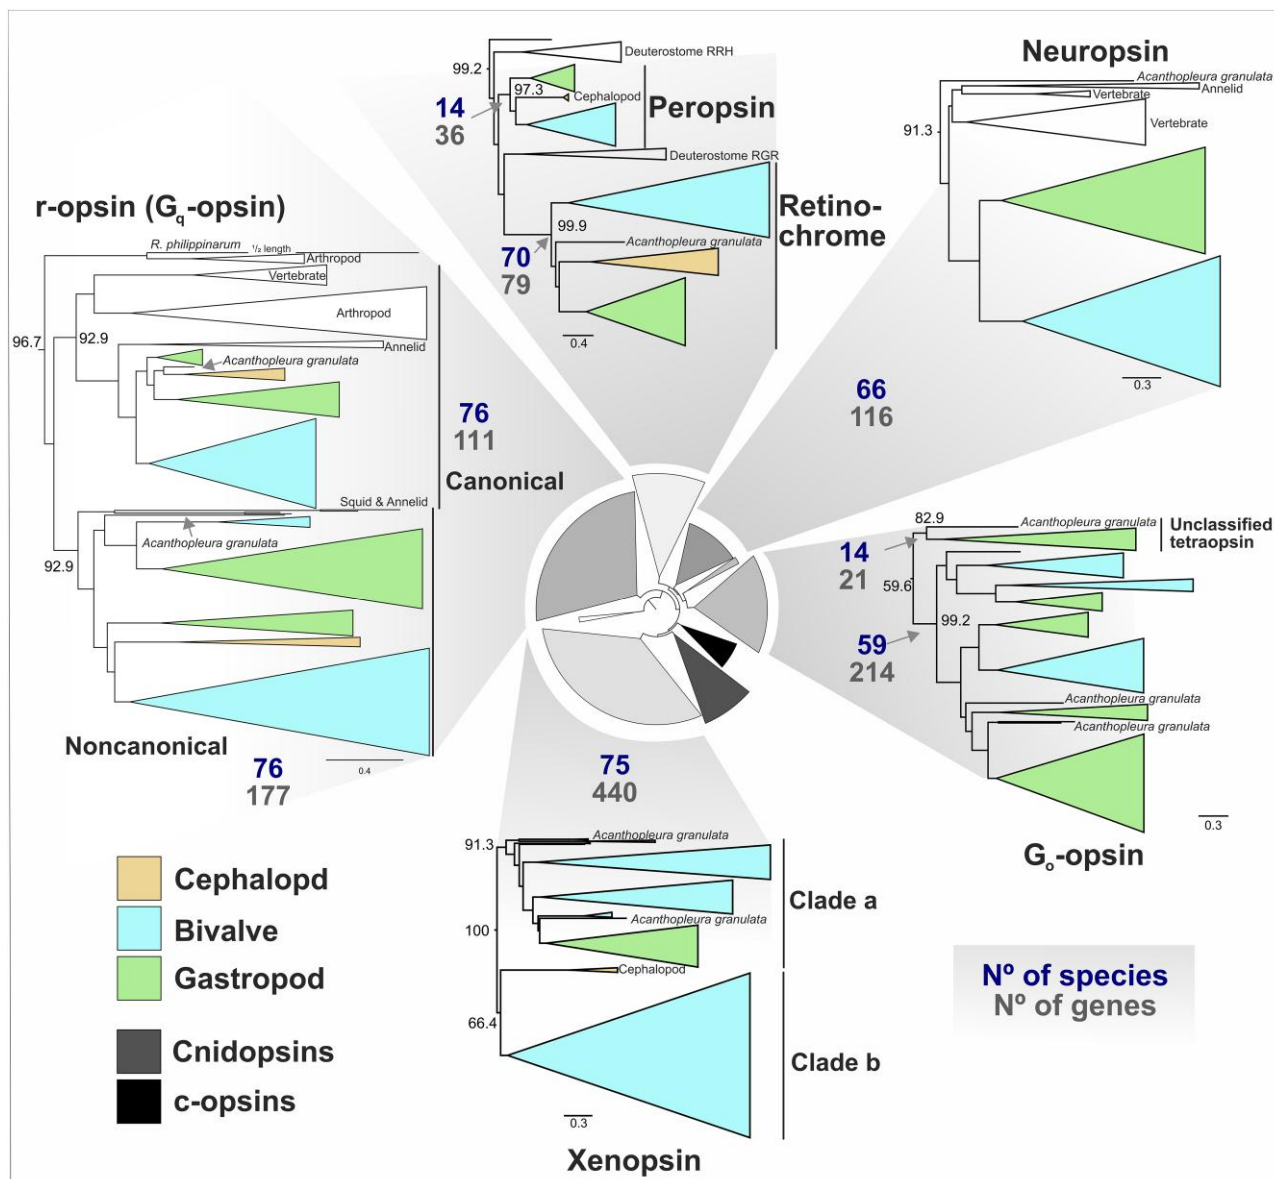 r-opsin (Gq-opsin)
R. philippinarum
1/2 length
Arthropod
Vertebrate
Arthropod
96.7
92.9
Annelid
Acanthopleura granulata
76
111
Canonical
Squid & Annelid
Acanthopleura granulata
92.9
Noncanonical
76
177
0.4
Deuterostome RRH
99.2
97.3
Cephalopod
14
36
Peropsin
Deuterostome RGR
Retino-
chrome
99.9
Acanthopleura granulata
70
79
0.4
Neuropsin
Acanthopleura granulata
Annelid
Vertebrate
Vertebrate
91.3
0.3
66
116
82.9
Acanthopleura granulata
Unclassified
tetraopsin
14
21
59.6
99.2
59
214
Acanthopleura granulata
Acanthopleura granulata
0.3
Go-opsin
75
440
91.3
Acanthopleura granulata
Clade a
Acanthopleura granulata
100
Cephalopod
66.4
Clade b
0.3
Xenopsin
Cephalopd
Bivalve
Gastropod
Cnidopsins
c-opsins
Nº of species
Nº of genes